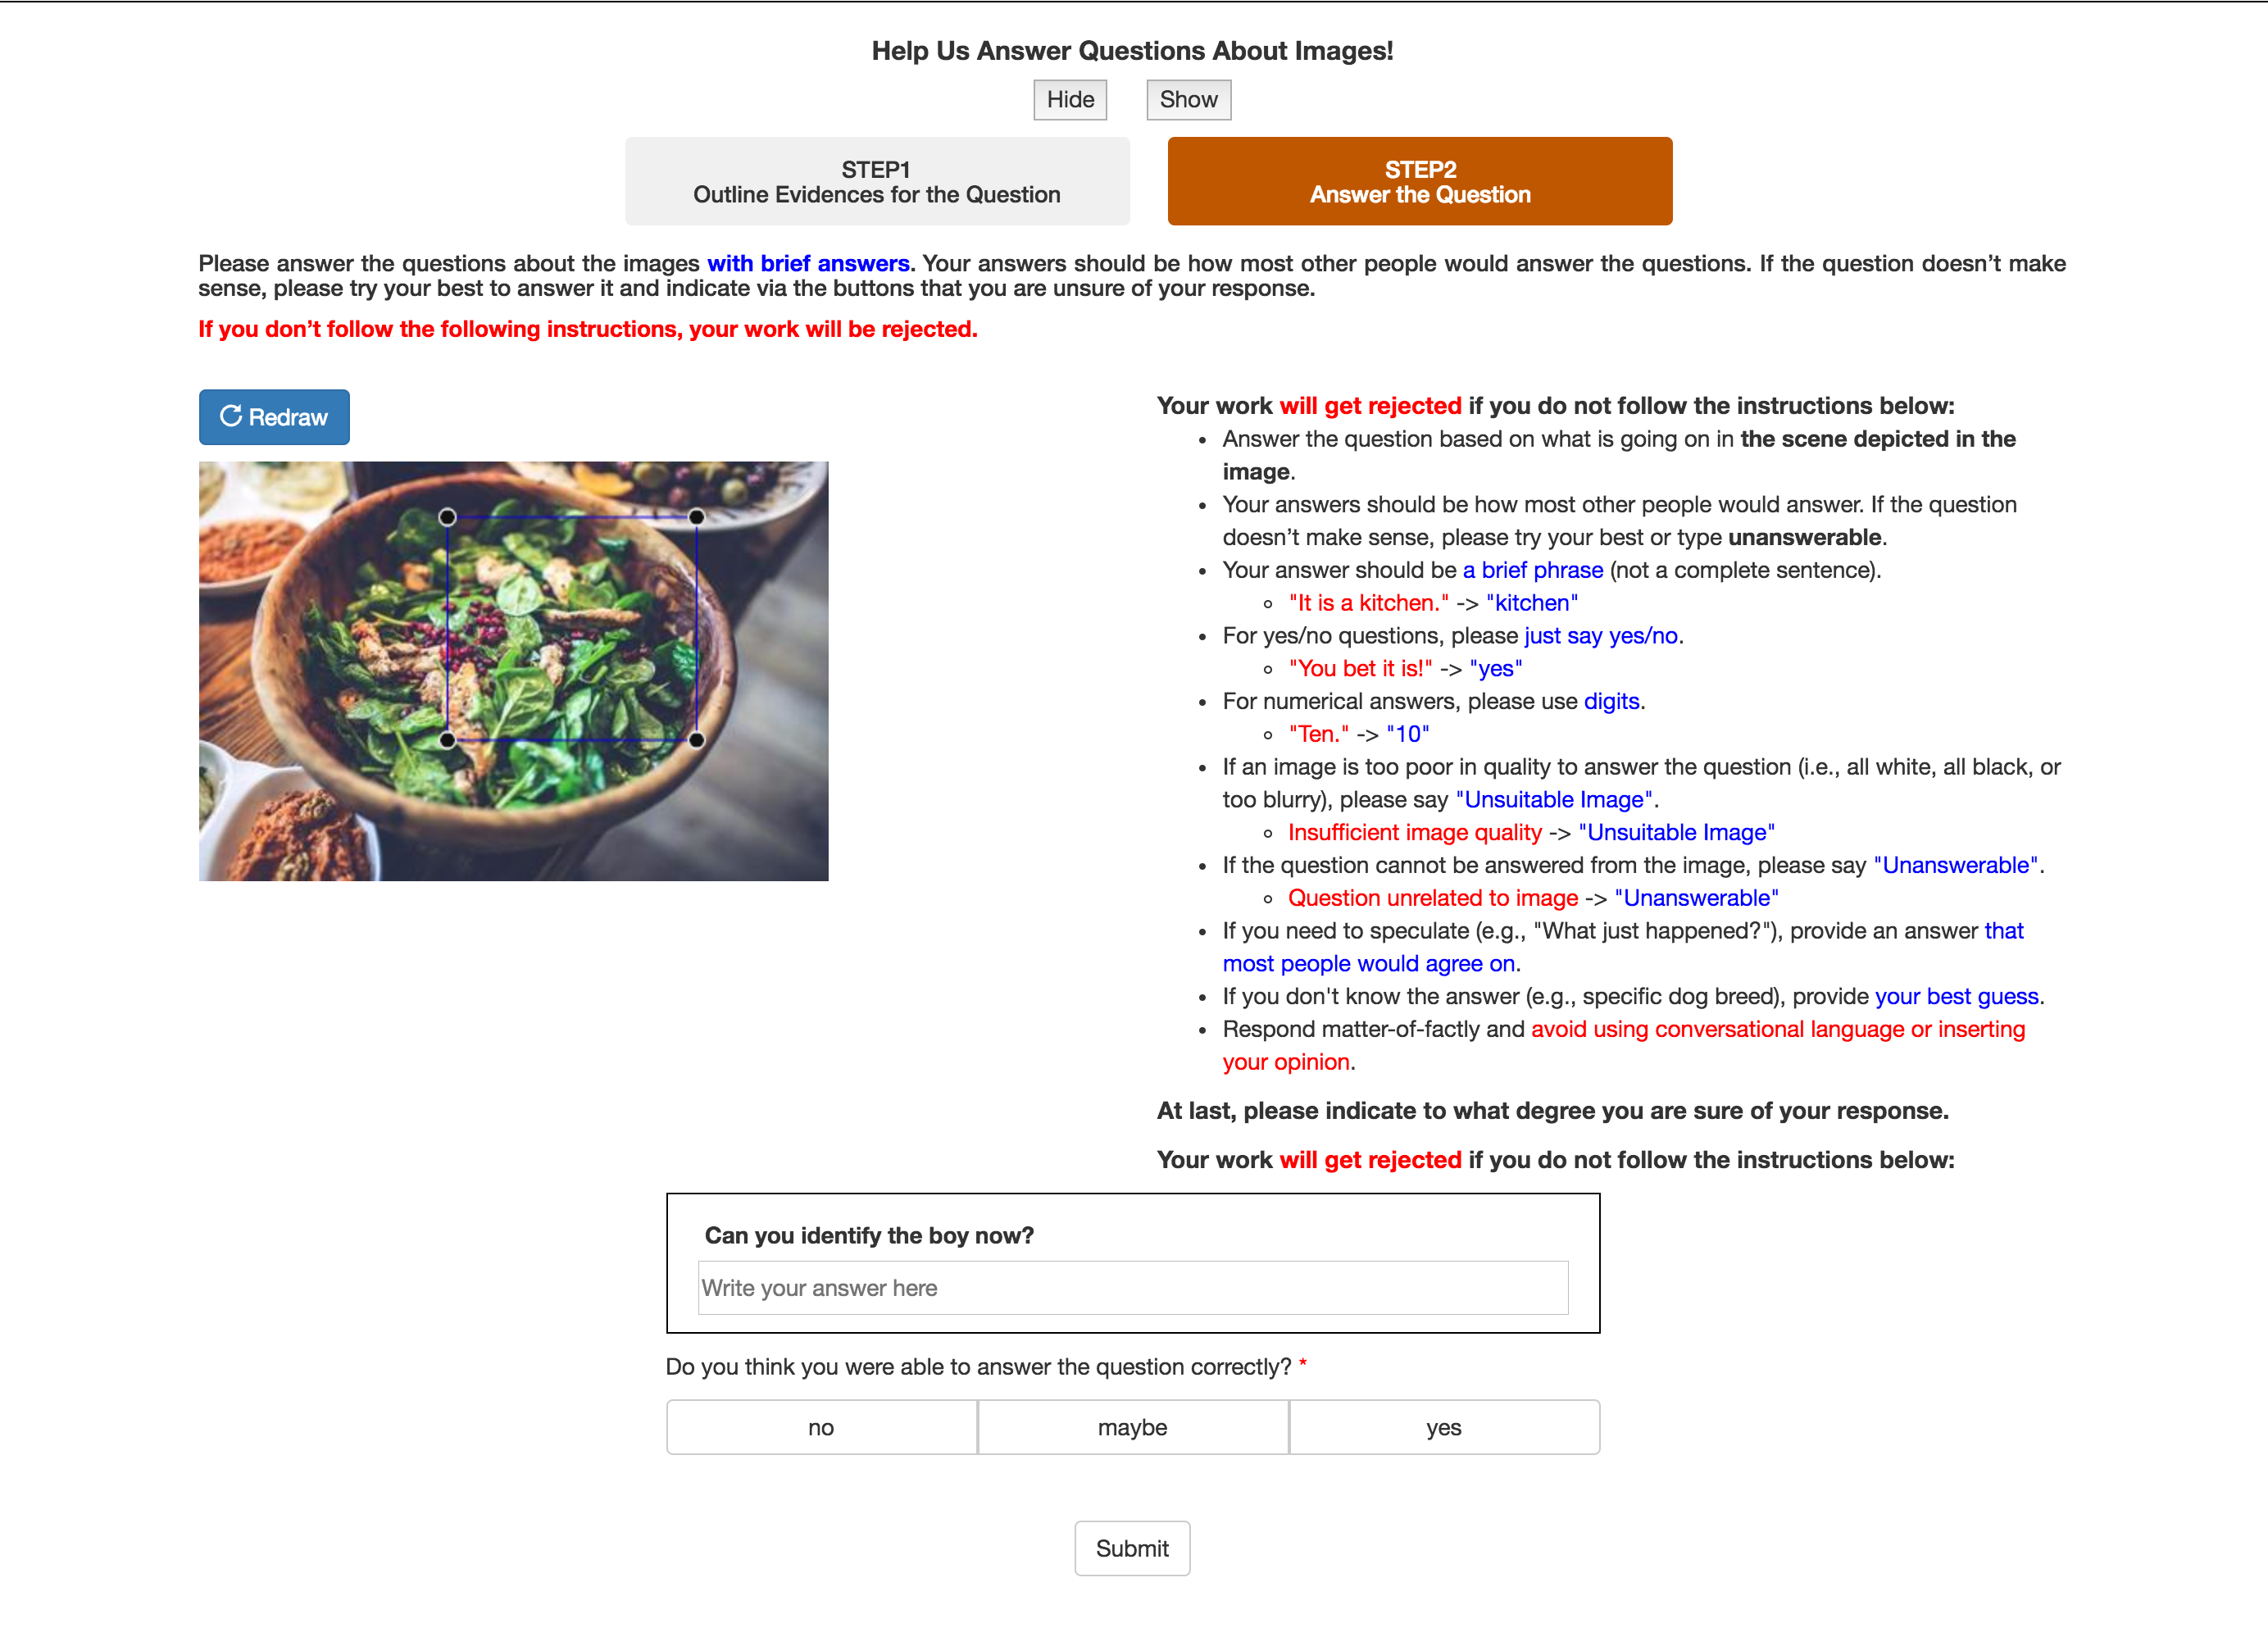 Help Us Answer Questions About Images!
Hide
Show
STEP1
Outline Evidences for the Question
STEP2
Answer the Question
Please answer the questions about the images with brief answers. Your answers should be how most other people would answer the questions. If the question doesn’t make
sense, please try your best to answer it and indicate via the buttons that you are unsure of your response.
If you don’t follow the following instructions, your work will be rejected.
Redraw
Your work will get rejected if you do not follow the instructions below:
• Answer the question based on what is going on in the scene depicted in the
image.
• Your answers should be how most other people would answer. If the question
doesn’t make sense, please try your best or type unanswerable.
• Your answer should be a brief phrase (not a complete sentence).
◦ "It is a kitchen." -> "kitchen"
• For yes/no questions, please just say yes/no.
◦ "You bet it is!" -> "yes"
• For numerical answers, please use digits.
◦ "Ten." -> "10"
• If an image is too poor in quality to answer the question (i.e., all white, all black, or
too blurry), please say "Unsuitable Image".
◦ Insufficient image quality -> "Unsuitable Image"
• If the question cannot be answered from the image, please say "Unanswerable".
◦ Question unrelated to image -> "Unanswerable"
• If you need to speculate (e.g., "What just happened?"), provide an answer that
most people would agree on.
• If you don't know the answer (e.g., specific dog breed), provide your best guess.
• Respond matter-of-factly and avoid using conversational language or inserting
your opinion.
At last, please indicate to what degree you are sure of your response.
Your work will get rejected if you do not follow the instructions below:
Can you identify the boy now?
Write your answer here
Do you think you were able to answer the question correctly? *
no
maybe
yes
Submit